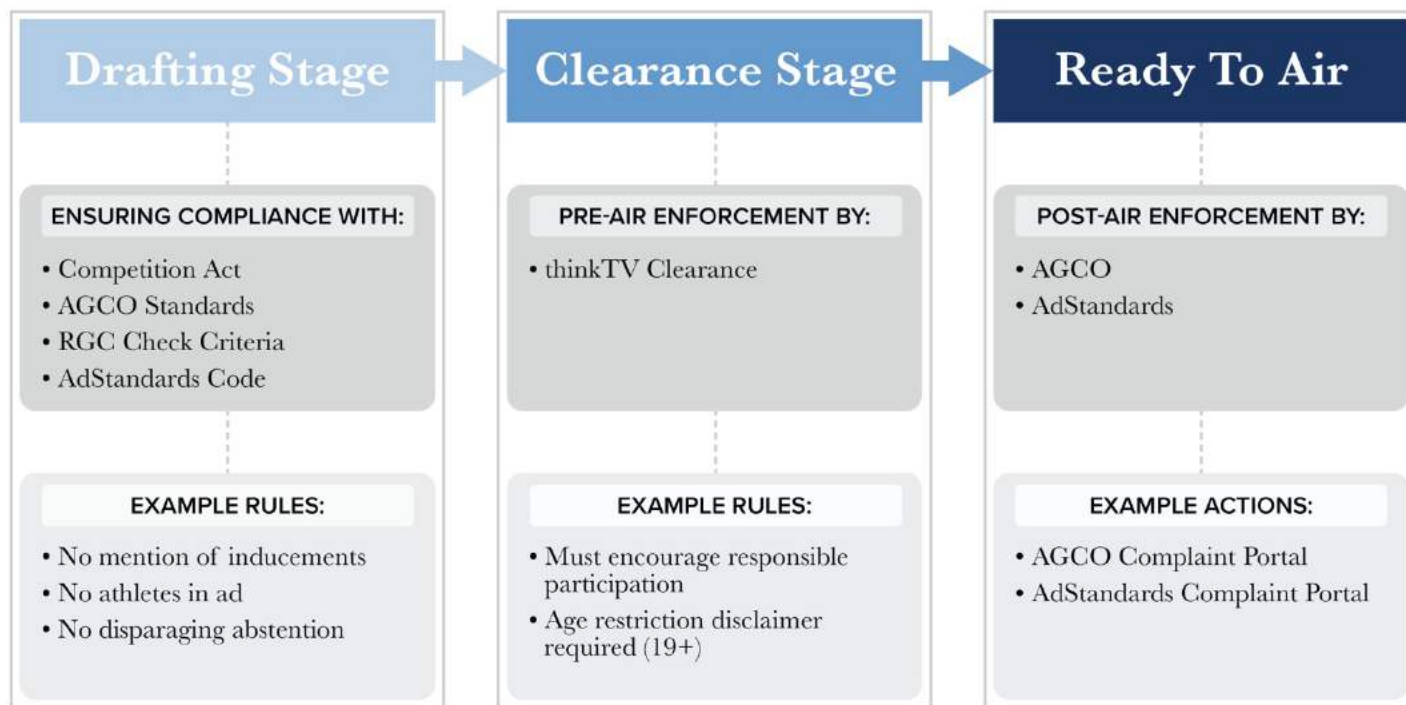 Drafting Stage
ENSURING COMPLIANCE WITH:
• Competition Act
• AGCO Standards
• RGC Check Criteria
• AdStandards Code
EXAMPLE RULES:
• No mention of inducements
• No athletes in ad
• No disparaging abstention
Clearance Stage
PRE-AIR ENFORCEMENT BY:
• thinkTV Clearance
EXAMPLE RULES:
• Must encourage responsible
participation
• Age restriction disclaimer
required (19+)
Ready To Air
POST-AIR ENFORCEMENT BY:
• AGCO
• AdStandards
EXAMPLE ACTIONS:
• AGCO Complaint Portal
• AdStandards Complaint Portal